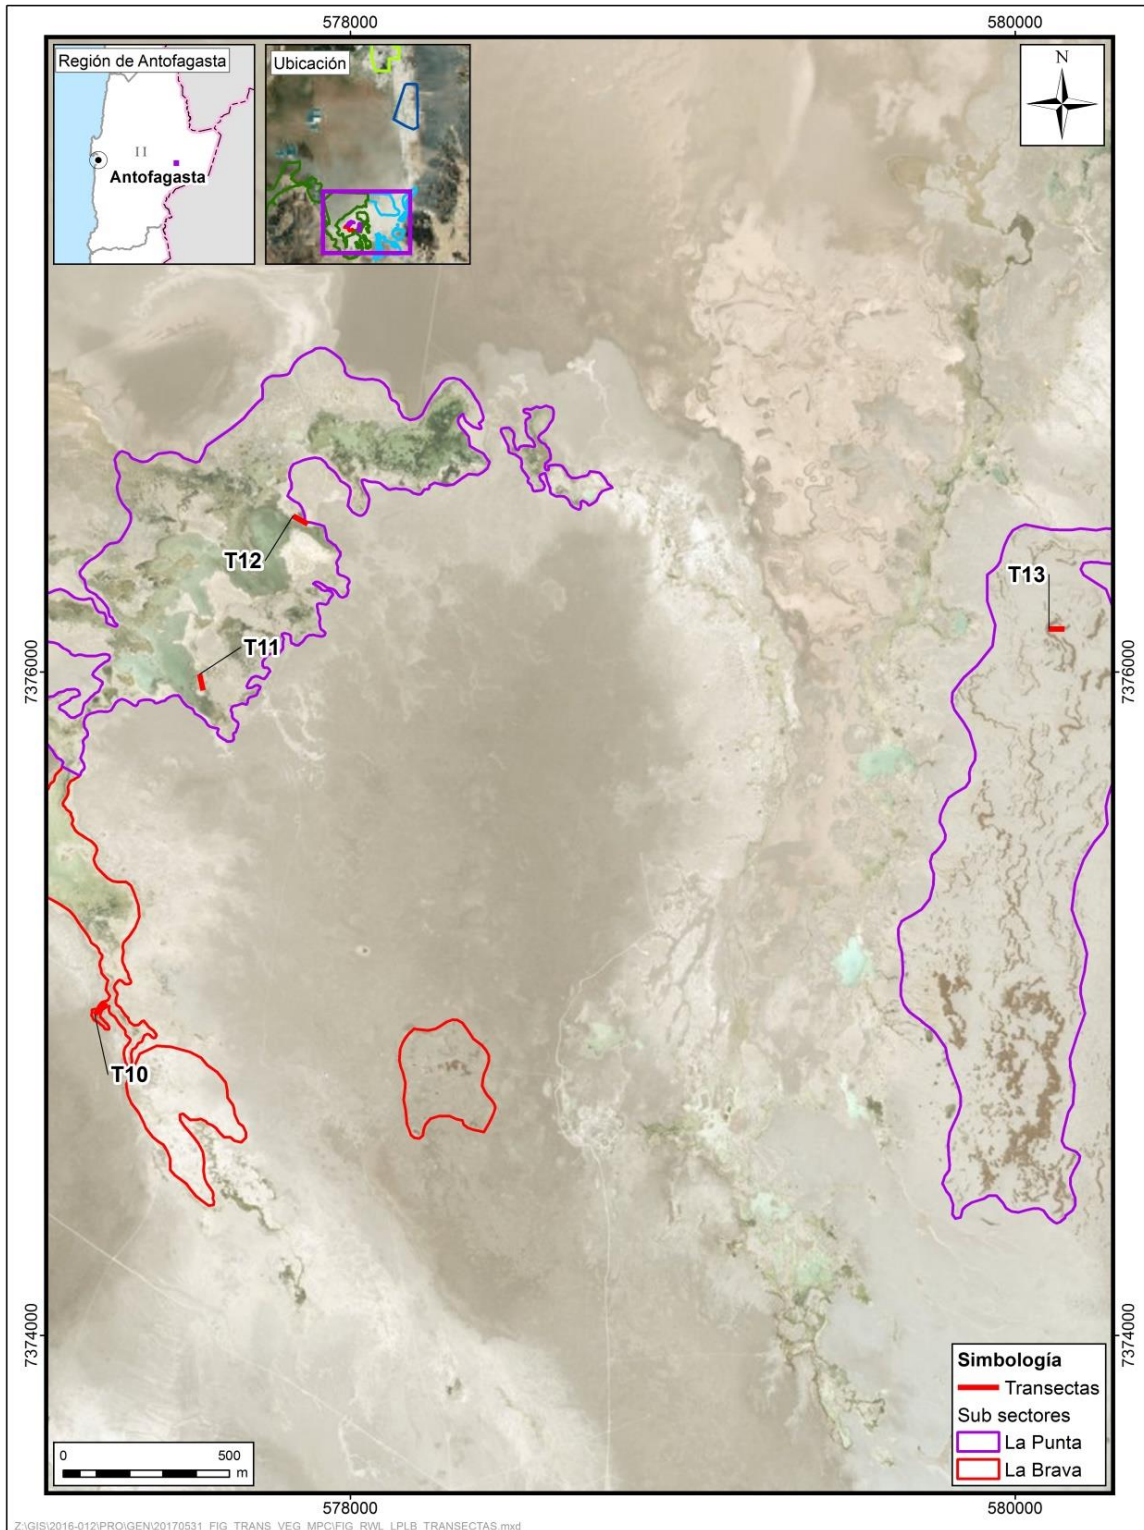 578000
580000
Región de Antofagasta
Ubicación
N
II
Antofagasta
T12
T13
T11
7376000
7376000
T10
7374000
7374000
Simbología
Transectas
Sub sectores
La Punta
La Brava
0
500
m
578000
580000
Z:\GIS\2016-012\PRO\GEN\20170531_FIG_TRANS_VEG_MPC\FIG_RWL_LPLB_TRANSECTAS.mxd